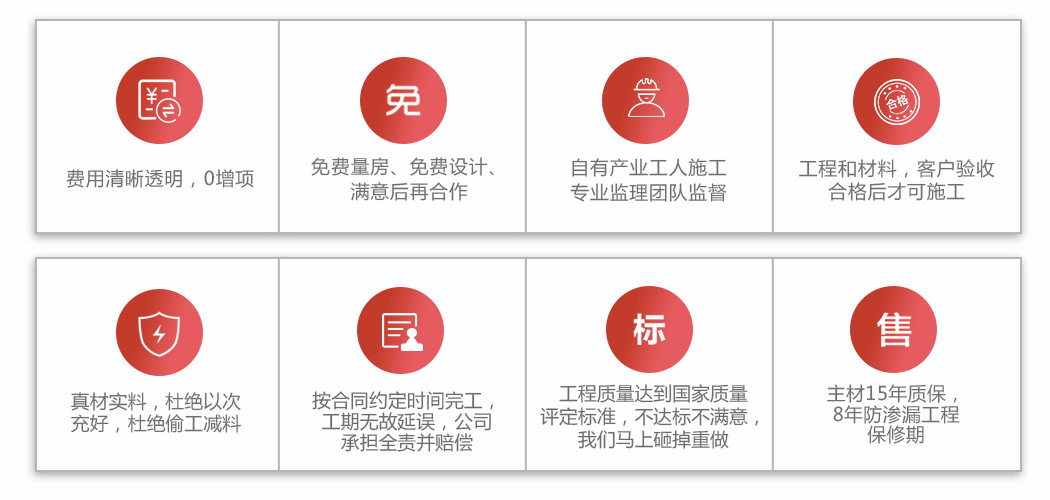 ¥
免
合格
费用清晰透明，0增项
免费量房、免费设计、
满意后再合作
自有产业工人施工
专业监理团队监督
工程和材料，客户验收
合格后才可施工
标
售
真材实料，杜绝以次
充好，杜绝偷工减料
按合同约定时间完工，
工期无故延误，公司
承担全责并赔偿
工程质量达到国家质量
评定标准，不达标不满意，
我们马上砸掉重做
主材15年质保，
8年防渗漏工程
保修期